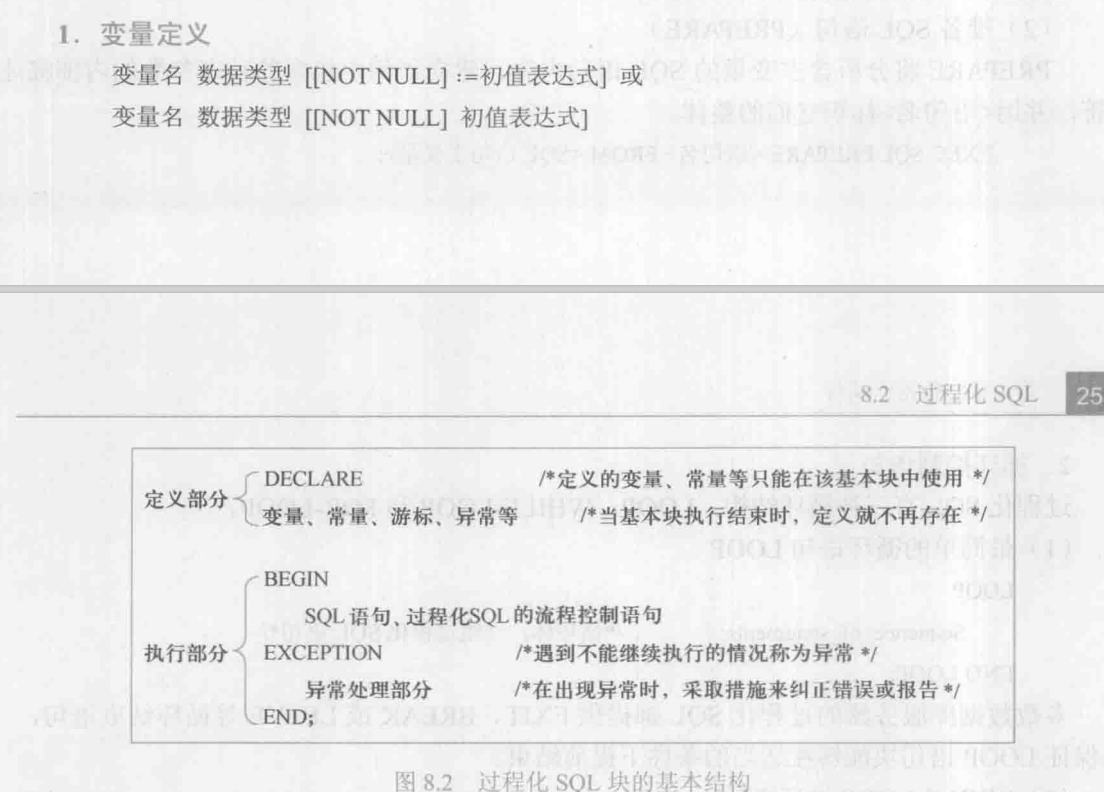 1. 变量定义
变量名 数据类型 [[NOT NULL] :=初值表达式] 或
变量名 数据类型 [[NOT NULL] 初值表达式]
8.2 过程化 SQL 25
定义部分 DECLARE /*定义的变量、常量等只能在该基本块中使用 */
变量、常量、游标、异常等 /*当基本块执行结束时，定义就不再存在 */
BEGIN
SQL 语句、过程化SQL 的流程控制语句
执行部分 EXCEPTION /*遇到不能继续执行的情况称为异常 */
异常处理部分 /*在出现异常时，采取措施来纠正错误或报告 */
END;
图 8.2 过程化 SQL 块的基本结构